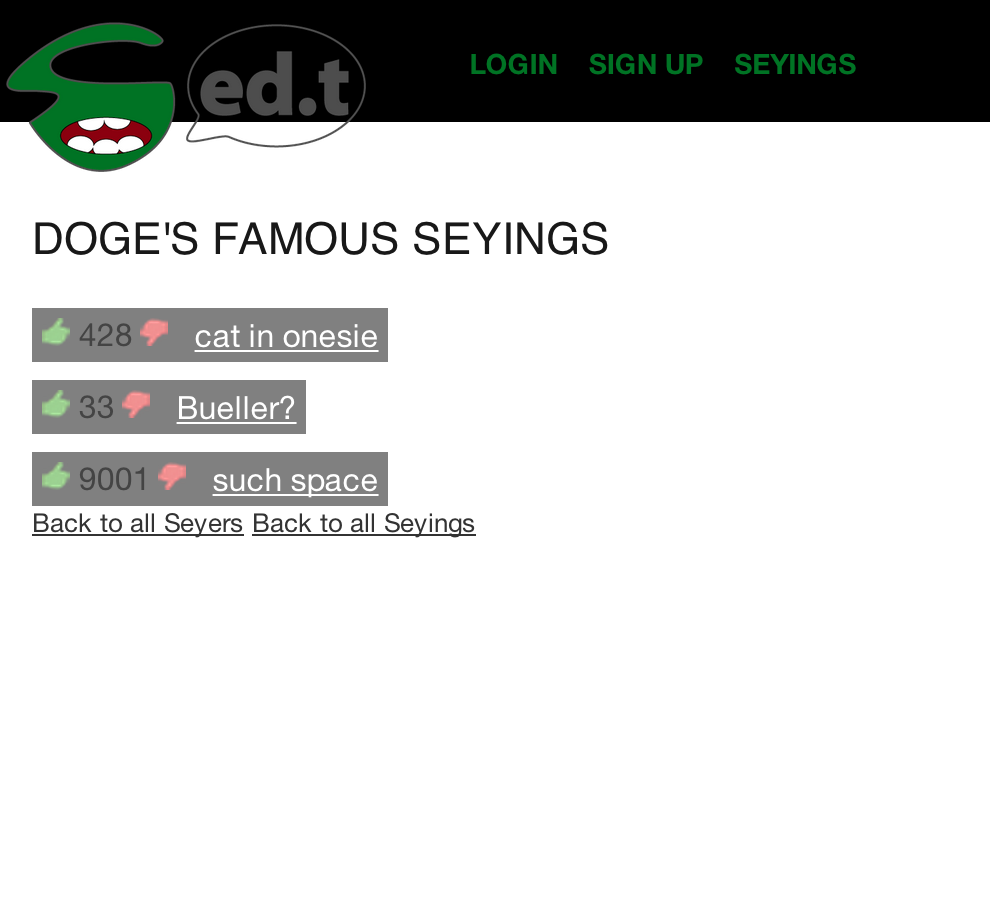 ed.t
LOGIN SIGN UP SEYINGS
DOGE'S FAMOUS SEYINGS
428 cat in onesie
33 Bueller?
9001 such space
Back to all Seyers Back to all Seyings